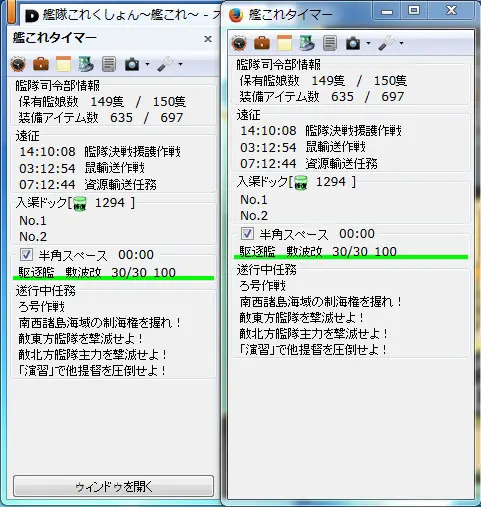 艦隊これくしょん～艦これ～ - ス
艦これタイマー
艦隊司令部情報
保有艦娘数 149隻 / 150隻
装備アイテム数 635 / 697
遠征
14:10:08 艦隊決戦援護作戦
03:12:54 鼠輸送作戦
07:12:44 資源輸送任務
入渠ドック[修復 1294 ]
No.1
No.2
半角スペース 00:00
駆逐艦 敷波改 30/30 100
遂行中任務
ろ号作戦
南西諸島海域の制海権を握れ！
敵東方艦隊を撃滅せよ！
敵北方艦隊主力を撃滅せよ！
「演習」で他提督を圧倒せよ！
ウィンドウを開く
艦これタイマー
艦隊司令部情報
保有艦娘数 149隻 / 150隻
装備アイテム数 635 / 697
遠征
14:10:08 艦隊決戦援護作戦
03:12:54 鼠輸送作戦
07:12:44 資源輸送任務
入渠ドック[修復 1294 ]
No.1
No.2
半角スペース 00:00
駆逐艦 敷波改 30/30 100
遂行中任務
ろ号作戦
南西諸島海域の制海権を握れ！
敵東方艦隊を撃滅せよ！
敵北方艦隊主力を撃滅せよ！
「演習」で他提督を圧倒せよ！